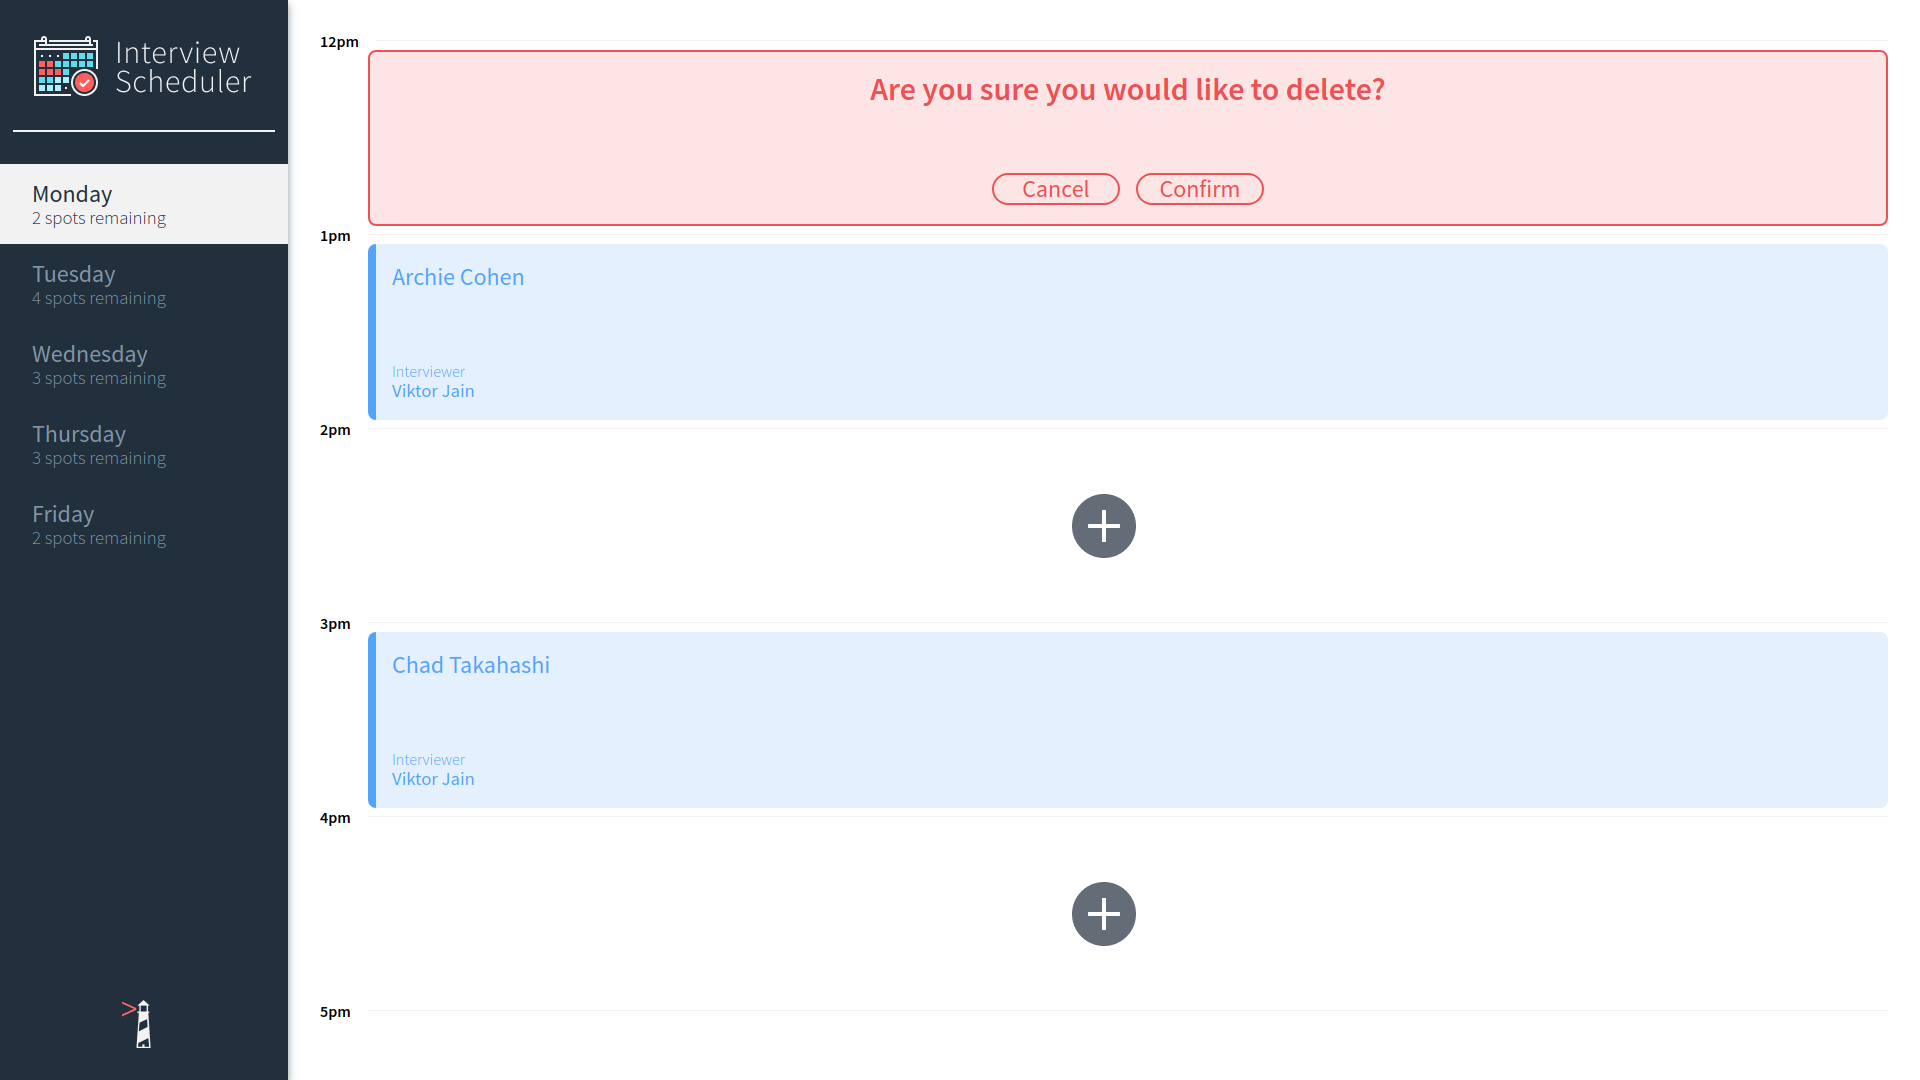 Interview
Scheduler
Monday
2 spots remaining
Tuesday
4 spots remaining
Wednesday
3 spots remaining
Thursday
3 spots remaining
Friday
2 spots remaining
12pm
Are you sure you would like to delete?
Cancel Confirm
1pm
Archie Cohen
Interviewer
Viktor Jain
2pm
3pm
Chad Takahashi
Interviewer
Viktor Jain
4pm
5pm